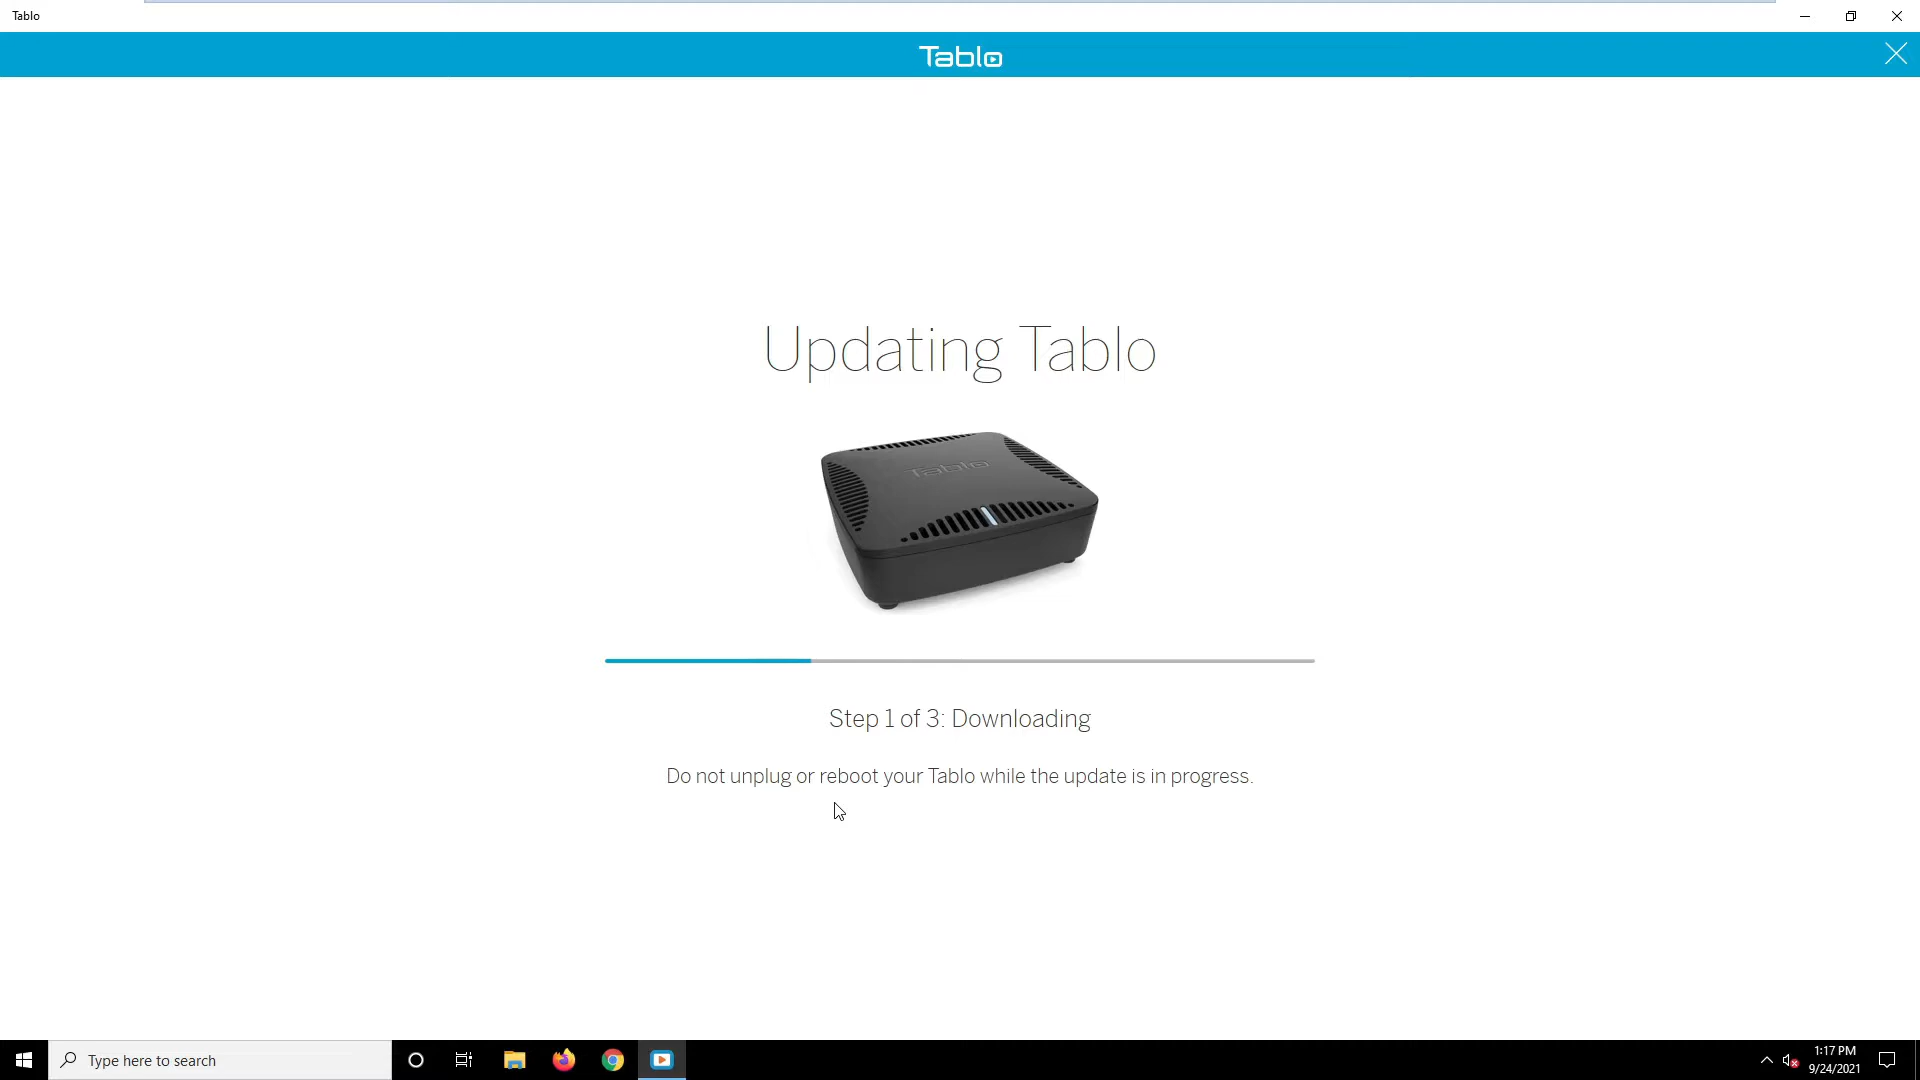 Tablo
Tablo
Updating Tablo
Tablo
Step 1 of 3: Downloading
Do not unplug or reboot your Tablo while the update is in progress.
Type here to search
1:17 PM
9/24/2021